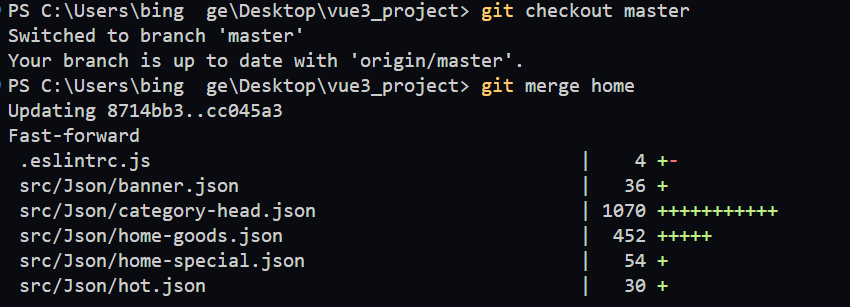 PS C:\Users\bing  ge\Desktop\vue3_project> git checkout master
Switched to branch 'master'
Your branch is up to date with 'origin/master'.
PS C:\Users\bing  ge\Desktop\vue3_project> git merge home
Updating 8714bb3..cc045a3
Fast-forward
 .eslintrc.js                                       |    4 +-
 src/Json/banner.json                               |   36 +
 src/Json/category-head.json                        | 1070 +++++++++++
 src/Json/home-goods.json                           |  452 +++++
 src/Json/home-special.json                         |   54 +
 src/Json/hot.json                                  |   30 +